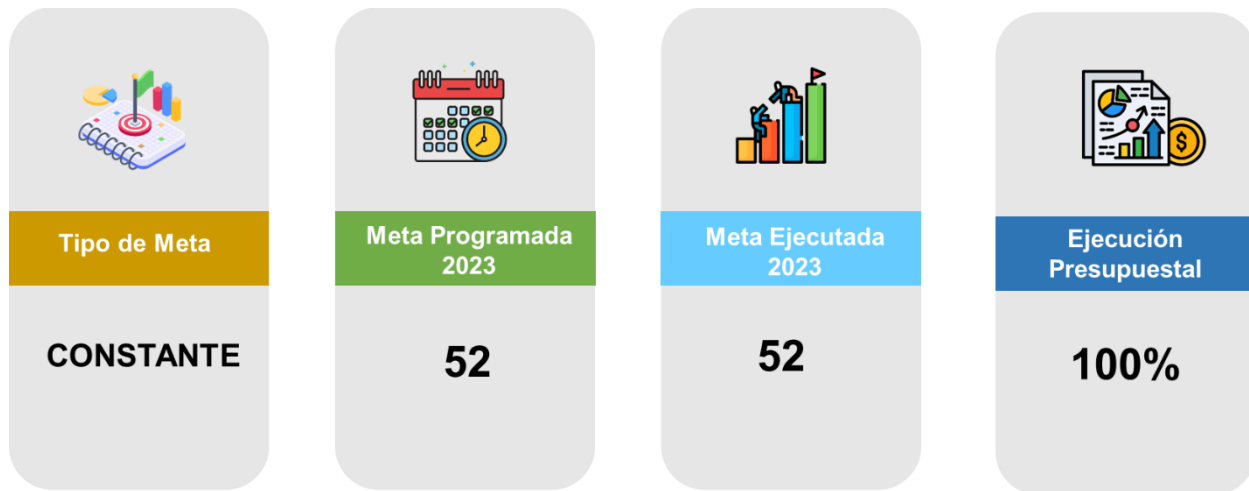 Tipo de Meta
CONSTANTE
Meta Programada
2023
52
Meta Ejecutada
2023
52
Ejecución
Presupuestal
100%